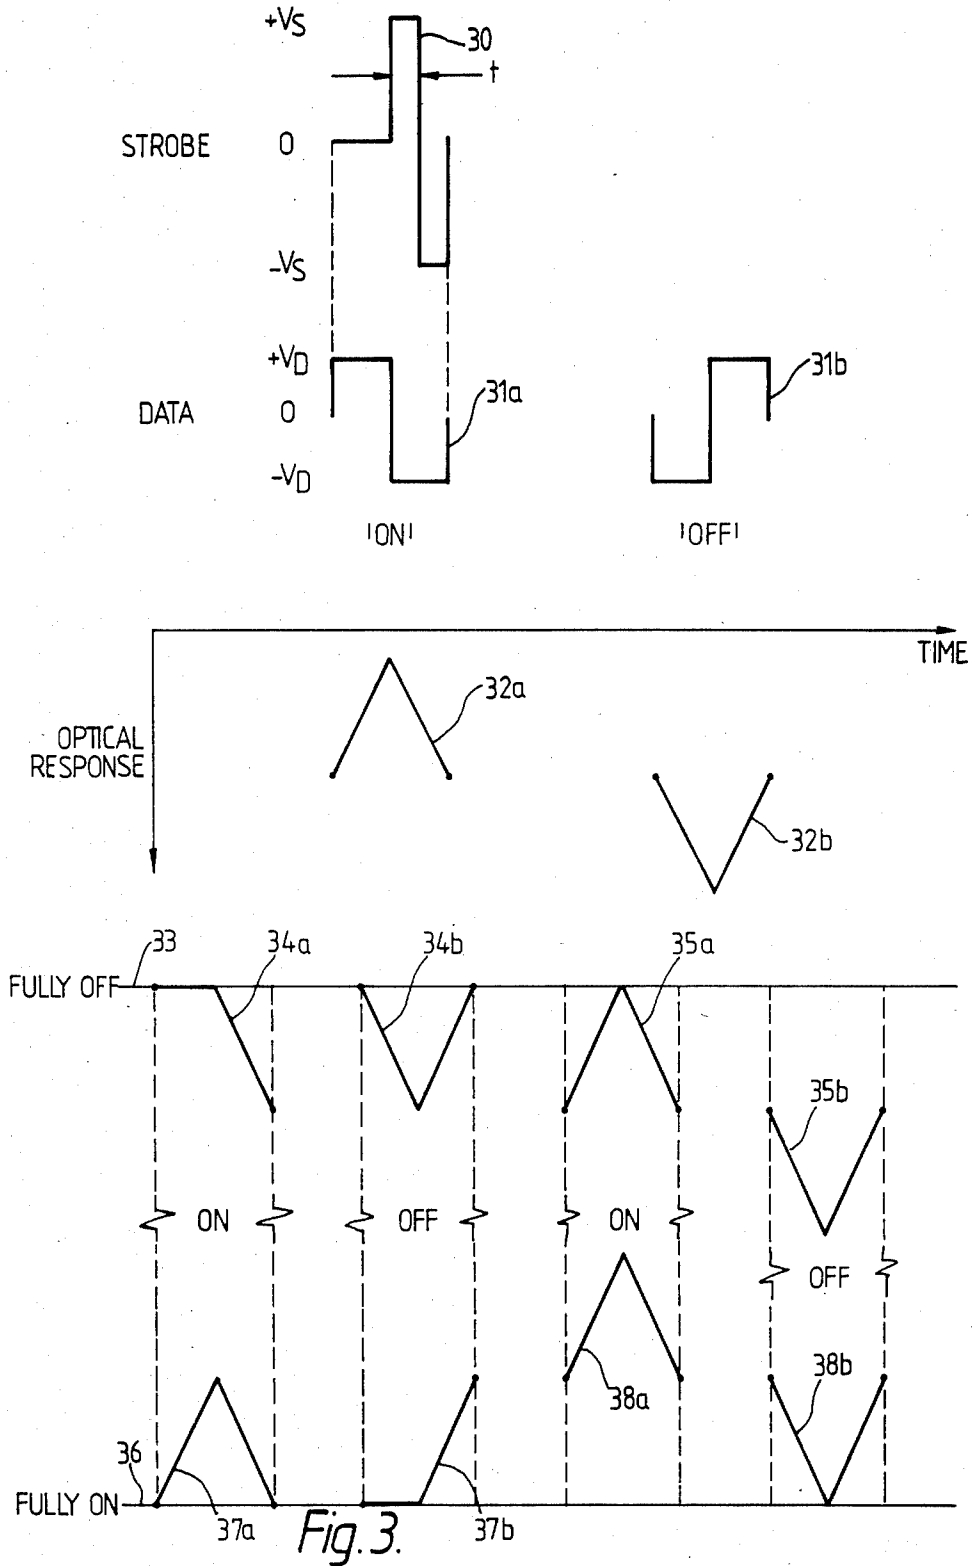 +VS
30
t
STROBE
0
-VS
+VD
31a
31b
DATA
0
-VD
'ON'
'OFF'
TIME
32a
OPTICAL
RESPONSE
32b
33
34a
34b
35a
FULLY OFF
35b
ON
OFF
ON
OFF
38a
38b
36
FULLY ON
37a
37b
Fig.3.